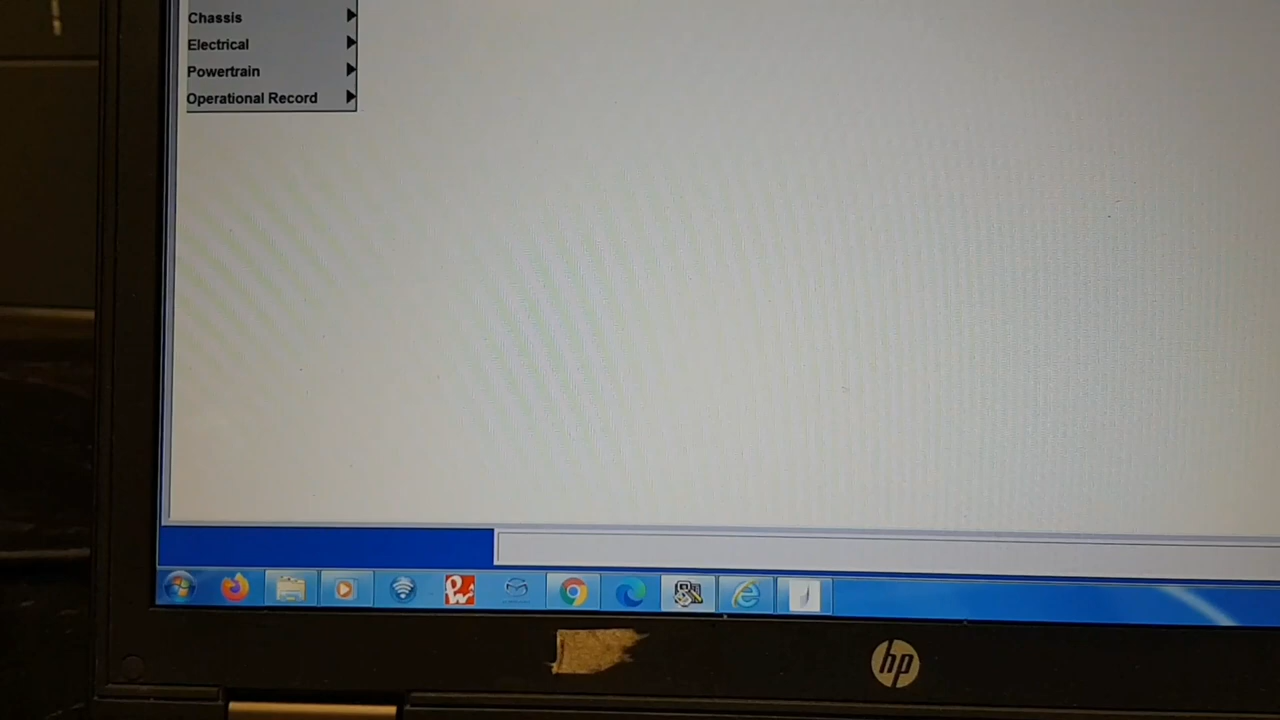 Chassis
Electrical
Powertrain
Operational Record
hp